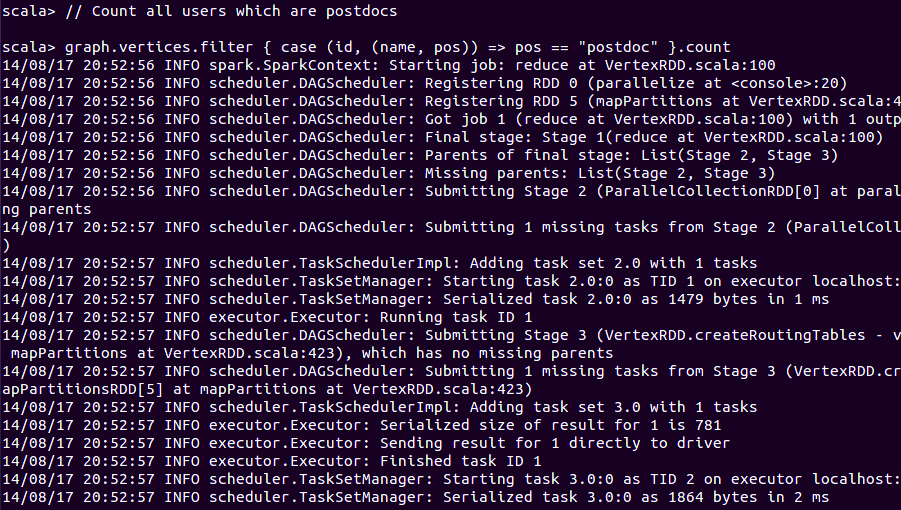 scala> // Count all users which are postdocs
scala> graph.vertices.filter { case (id, (name, pos)) => pos == "postdoc" }.count
14/08/17 20:52:56 INFO spark.SparkContext: Starting job: reduce at VertexRDD.scala:100
14/08/17 20:52:56 INFO scheduler.DAGScheduler: Registering RDD 0 (parallelize at <console>:20)
14/08/17 20:52:56 INFO scheduler.DAGScheduler: Registering RDD 5 (mapPartitions at VertexRDD.scala:4
14/08/17 20:52:56 INFO scheduler.DAGScheduler: Got job 1 (reduce at VertexRDD.scala:100) with 1 outp
14/08/17 20:52:56 INFO scheduler.DAGScheduler: Final stage: Stage 1(reduce at VertexRDD.scala:100)
14/08/17 20:52:56 INFO scheduler.DAGScheduler: Parents of final stage: List(Stage 2, Stage 3)
14/08/17 20:52:56 INFO scheduler.DAGScheduler: Missing parents: List(Stage 2, Stage 3)
14/08/17 20:52:56 INFO scheduler.DAGScheduler: Submitting Stage 2 (ParallelCollectionRDD[0] at paral
ng parents
14/08/17 20:52:57 INFO scheduler.DAGScheduler: Submitting 1 missing tasks from Stage 2 (ParallelColl
)
14/08/17 20:52:57 INFO scheduler.TaskSchedulerImpl: Adding task set 2.0 with 1 tasks
14/08/17 20:52:57 INFO scheduler.TaskSetManager: Starting task 2.0:0 as TID 1 on executor localhost:
14/08/17 20:52:57 INFO scheduler.TaskSetManager: Serialized task 2.0:0 as 1479 bytes in 1 ms
14/08/17 20:52:57 INFO executor.Executor: Running task ID 1
14/08/17 20:52:57 INFO scheduler.DAGScheduler: Submitting Stage 3 (VertexRDD.createRoutingTables - v
 mapPartitions at VertexRDD.scala:423), which has no missing parents
14/08/17 20:52:57 INFO scheduler.DAGScheduler: Submitting 1 missing tasks from Stage 3 (VertexRDD.cr
apPartitionsRDD[5] at mapPartitions at VertexRDD.scala:423)
14/08/17 20:52:57 INFO scheduler.TaskSchedulerImpl: Adding task set 3.0 with 1 tasks
14/08/17 20:52:57 INFO executor.Executor: Serialized size of result for 1 is 781
14/08/17 20:52:57 INFO executor.Executor: Sending result for 1 directly to driver
14/08/17 20:52:57 INFO executor.Executor: Finished task ID 1
14/08/17 20:52:57 INFO scheduler.TaskSetManager: Starting task 3.0:0 as TID 2 on executor localhost:
14/08/17 20:52:57 INFO scheduler.TaskSetManager: Serialized task 3.0:0 as 1864 bytes in 2 ms